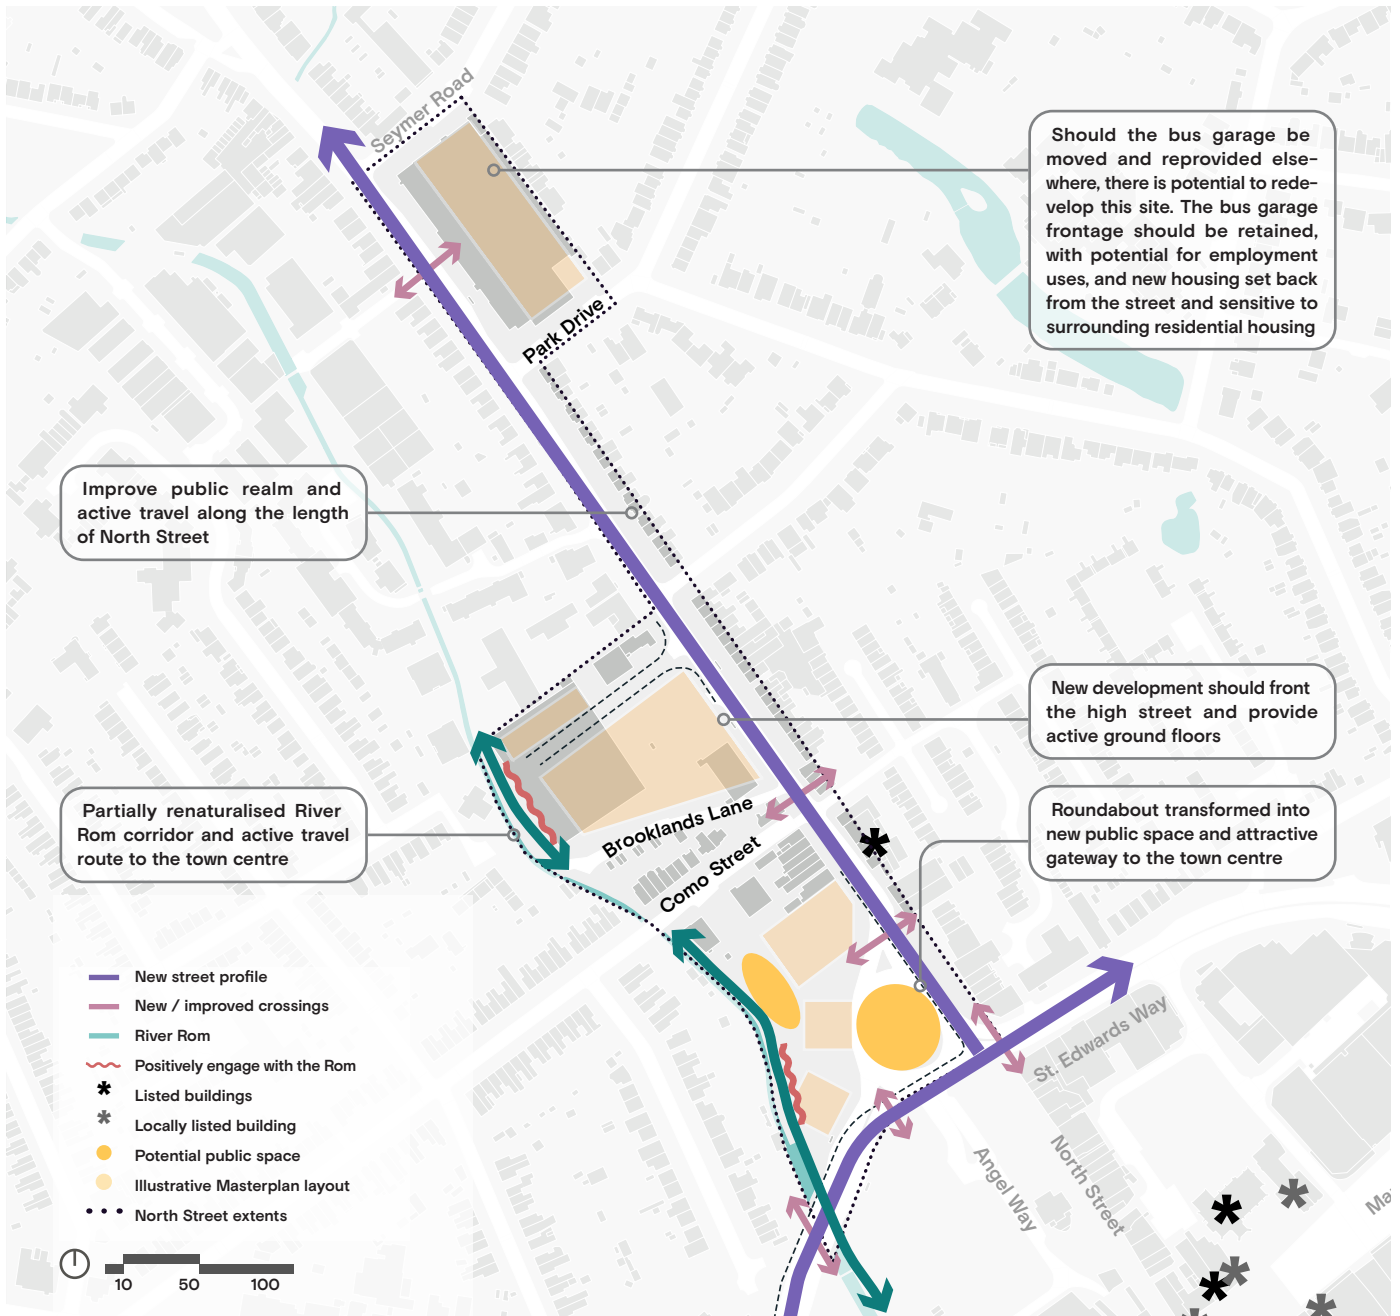 Seymer Road
Should the bus garage be
moved and reprovided else-
where, there is potential to rede-
velop this site. The bus garage
frontage should be retained,
with potential for employment
uses, and new housing set back
from the street and sensitive to
surrounding residential housing
Park Drive
Improve public realm and
active travel along the length
of North Street
New development should front
the high street and provide
active ground floors
Partially renaturalised River
Rom corridor and active travel
route to the town centre
Brooklands Lane
Como Street
Roundabout transformed into
new public space and attractive
gateway to the town centre
St. Edwards Way
Angel Way
North Street
Ma
New street profile
New / improved crossings
River Rom
Positively engage with the Rom
Listed buildings
Locally listed building
Potential public space
Illustrative Masterplan layout
North Street extents
10 50 100